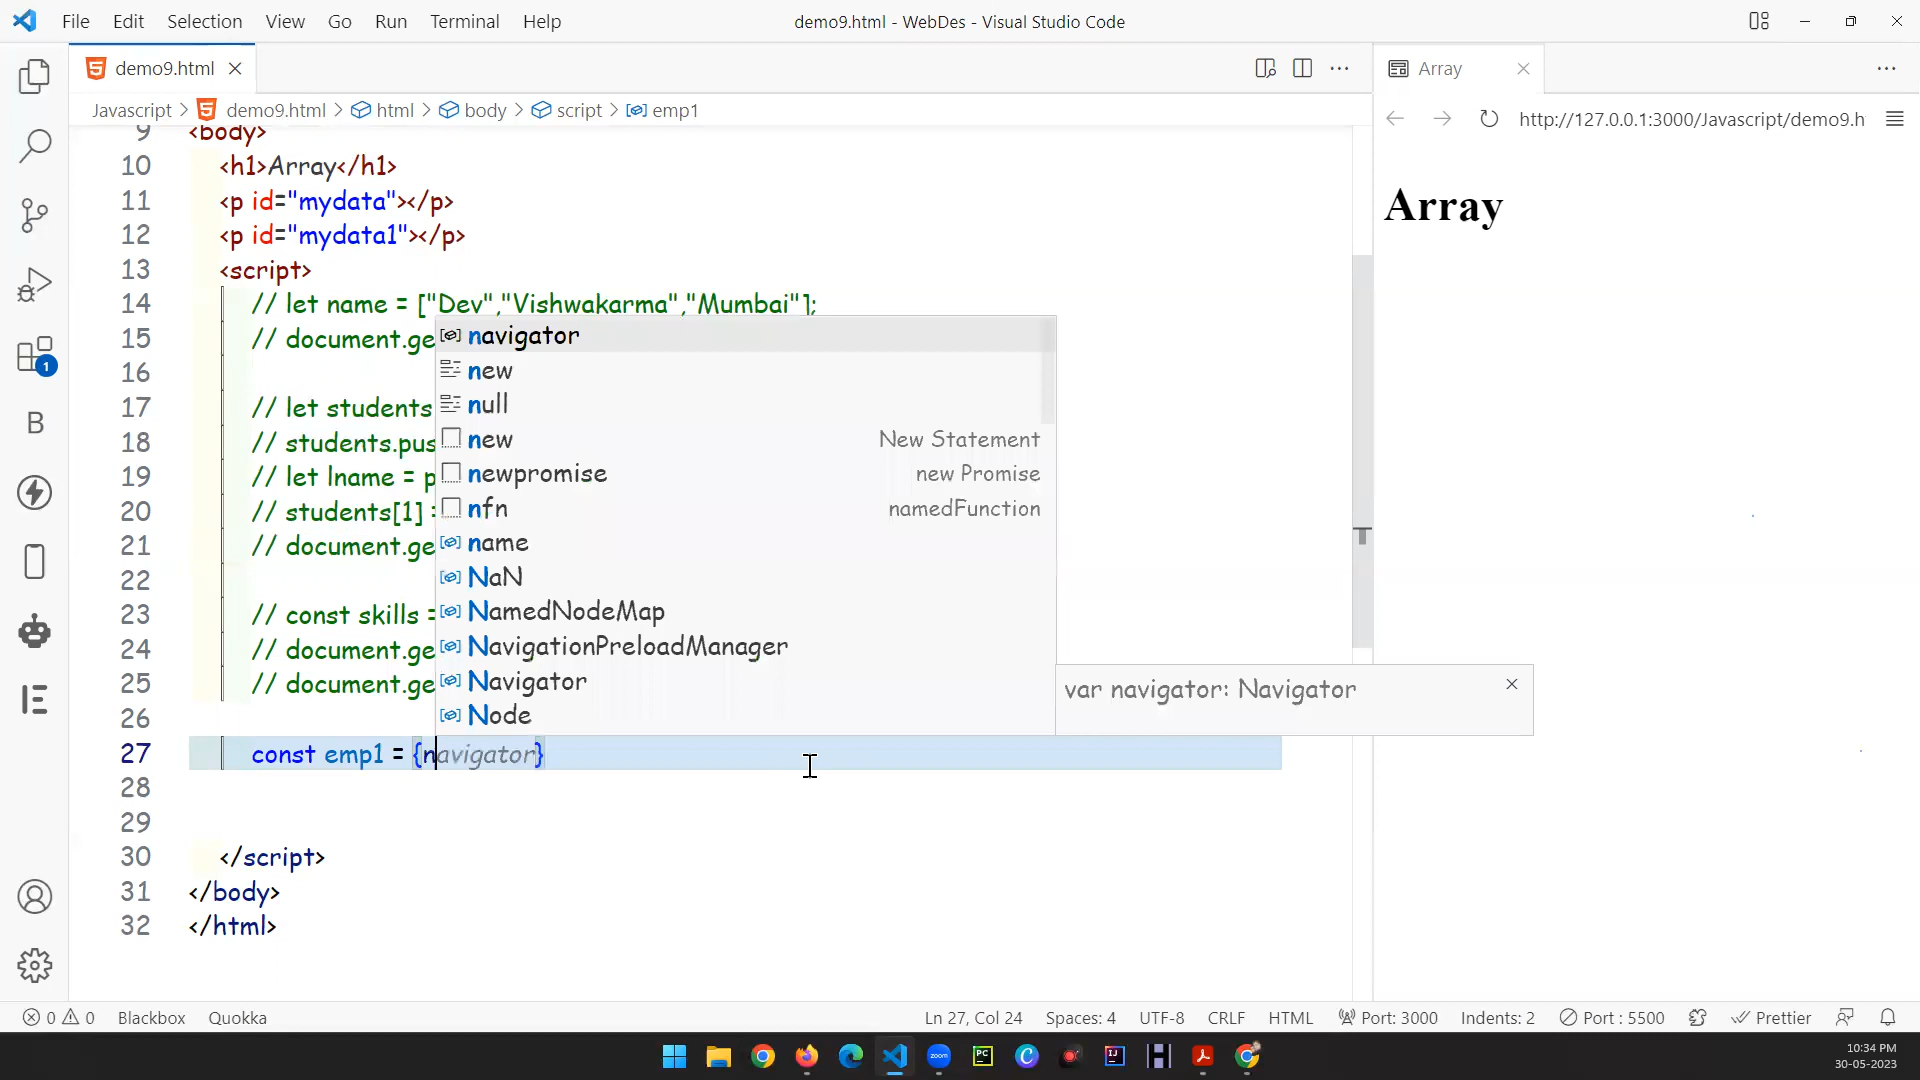 File Edit Selection View Go Run Terminal Help
demo9.html - WebDes - Visual Studio Code
demo9.html
Array
Javascript > demo9.html > html > body > script > emp1
http://127.0.0.1:3000/Javascript/demo9.h
9 <body>
10 <h1>Array</h1>
11 <p id="mydata"></p>
12 <p id="mydata1"></p>
13 <script>
14 // let name = ["Dev","Vishwakarma","Mumbai"];
15 // document.ge
16
17 // let students
18 // students.pus
19 // let lname = p
20 // students[1] =
21 // document.ge
22
23 // const skills =
24 // document.ge
25 // document.ge
26
27 const emp1 = {navigator}
28
29
30 </script>
31 </body>
32 </html>
navigator
new
null
new New Statement
newpromise new Promise
nfn namedFunction
name
NaN
NamedNodeMap
NavigationPreloadManager
Navigator
Node
var navigator: Navigator
Array
B
1
0 0 Blackbox Quokka
Ln 27, Col 24 Spaces: 4 UTF-8 CRLF HTML Port: 3000 Indents: 2 Port : 5500 Prettier
zoom
PC
IJ
10:34 PM
30-05-2023